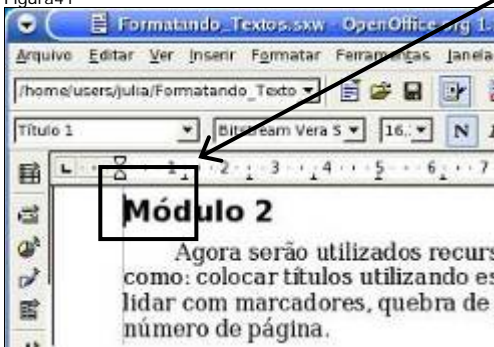 Figura41
Formatando_Textos.sxw - OpenOffice.org 1.
Arquivo Editar Ver Inserir Formatar Ferramentas Janela
/home/users/julia/Formatando_Texto
Título 1 Bitstream Vera S 16, N
1 2 3 4 5 6 7
Módulo 2
Agora serão utilizados recurs
como: colocar títulos utilizando es
lidar com marcadores, quebra de
número de página.